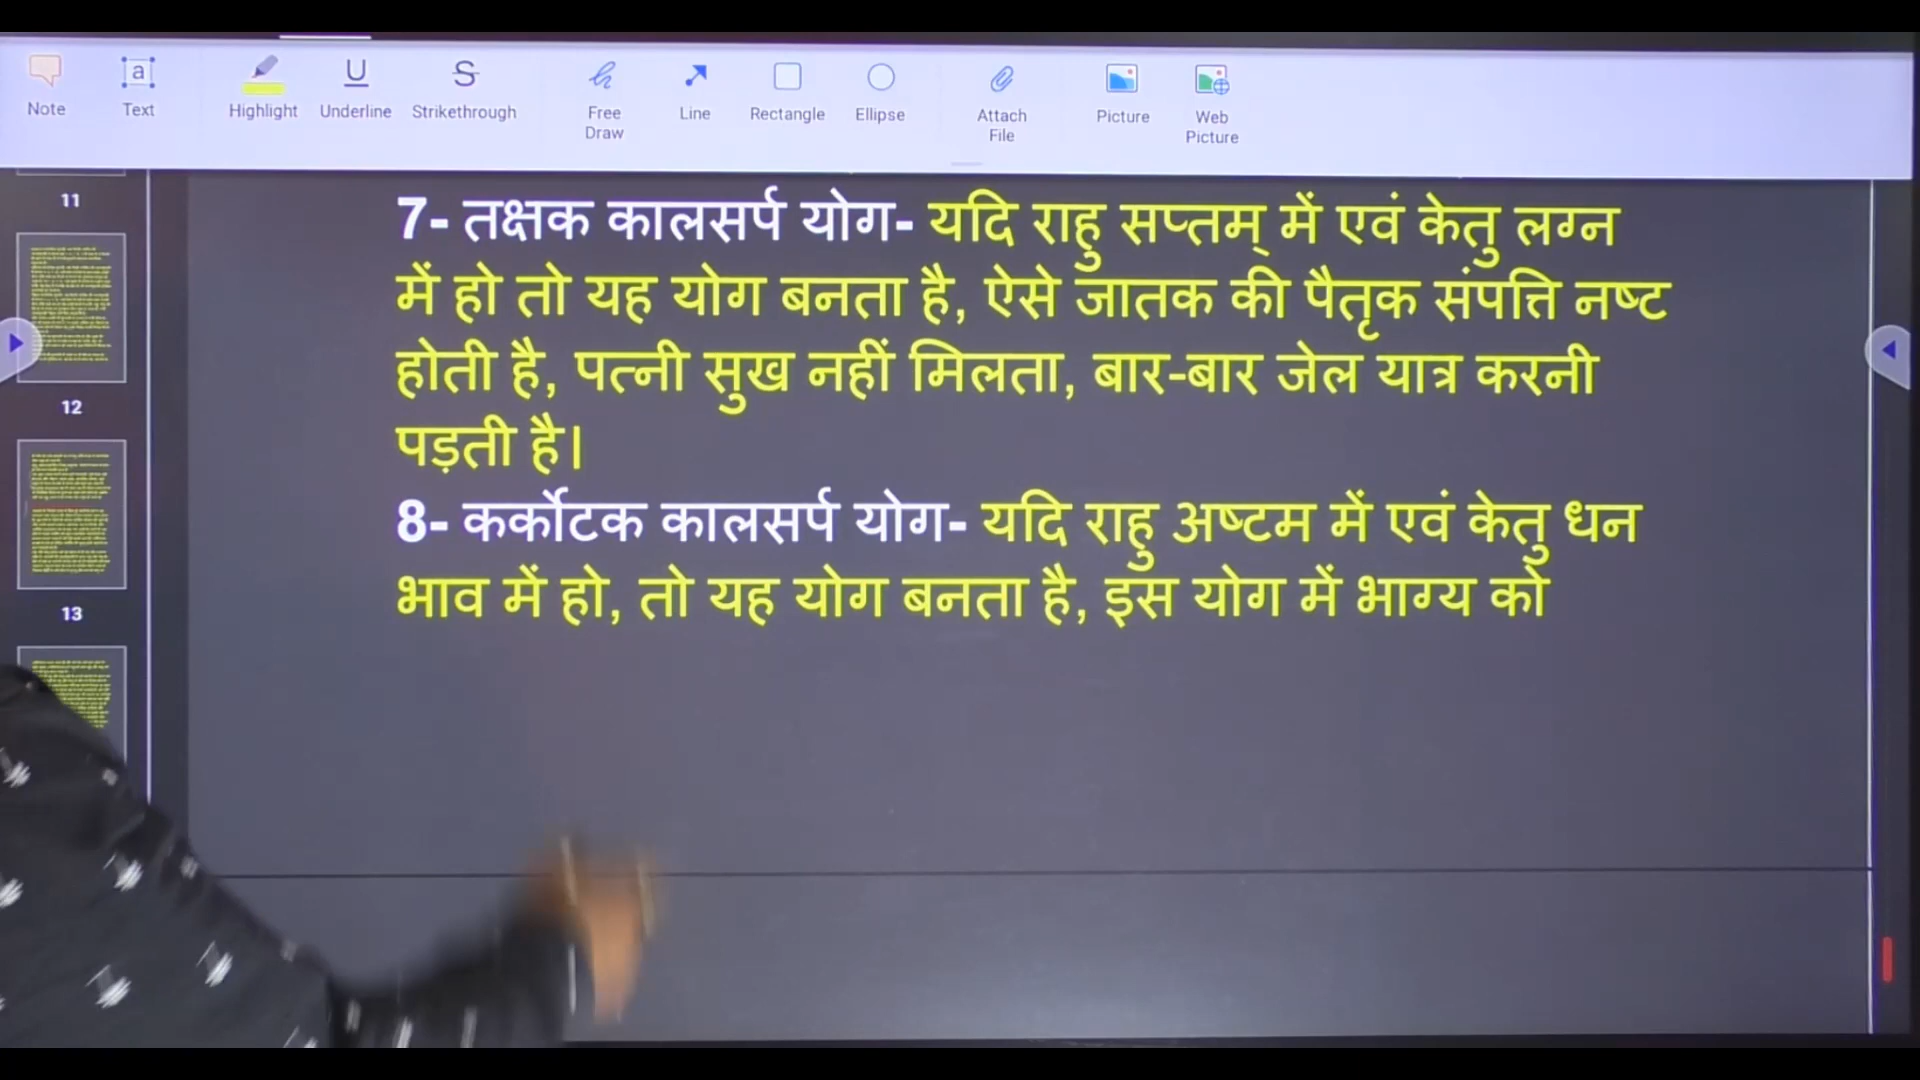 Note
Text
Highlight
Underline
Strikethrough
Free Draw
Line
Rectangle
Ellipse
Attach File
Picture
Web Picture
11
12
13
7- तक्षक कालसर्प योग- यदि राहु सप्तम् में एवं केतु लग्न
में हो तो यह योग बनता है, ऐसे जातक की पैतृक संपत्ति नष्ट
होती है, पत्नी सुख नहीं मिलता, बार-बार जेल यात्र करनी
पड़ती है।
8- कर्कोटक कालसर्प योग- यदि राहु अष्टम में एवं केतु धन
भाव में हो, तो यह योग बनता है, इस योग में भाग्य को